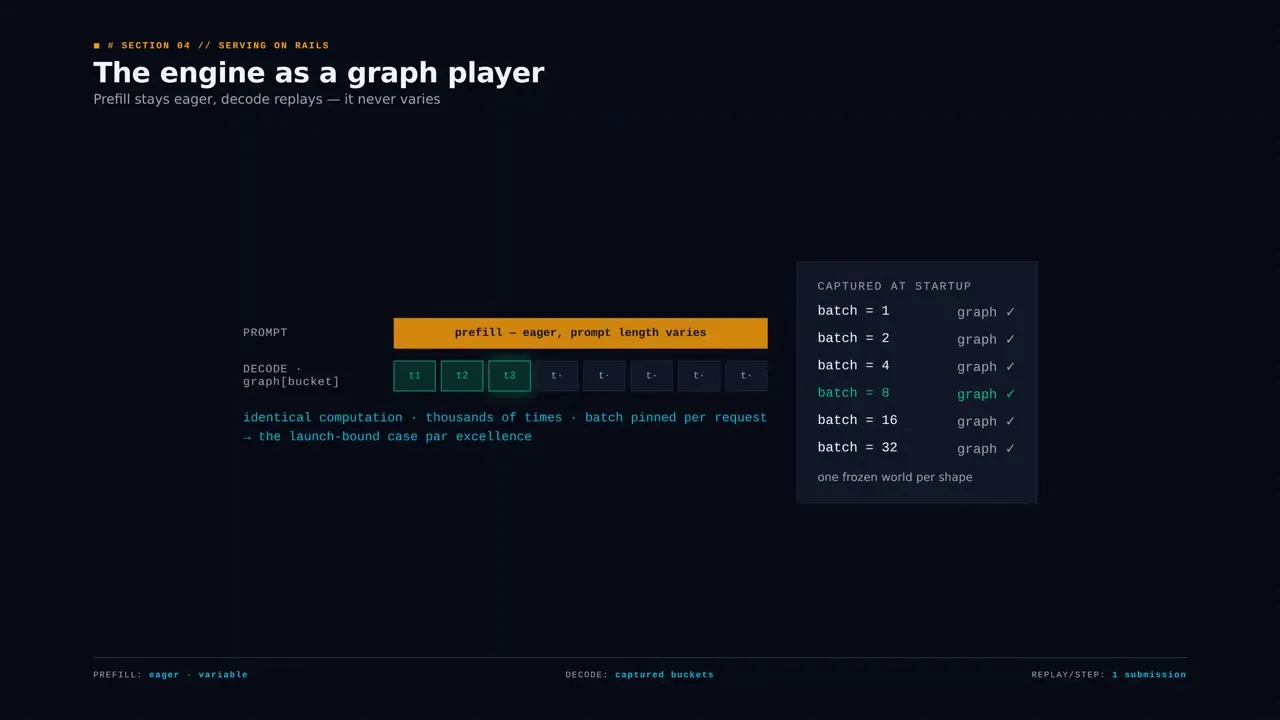 ■ # SECTION 04 // SERVING ON RAILS
The engine as a graph player
Prefill stays eager, decode replays — it never varies
PROMPT
prefill — eager, prompt length varies
DECODE ·
graph[bucket]
t1 t2 t3 t· t· t· t· t·
identical computation · thousands of times · batch pinned per request
→ the launch-bound case par excellence
CAPTURED AT STARTUP
batch = 1 graph ✓
batch = 2 graph ✓
batch = 4 graph ✓
batch = 8 graph ✓
batch = 16 graph ✓
batch = 32 graph ✓
one frozen world per shape
PREFILL: eager · variable
DECODE: captured buckets
REPLAY/STEP: 1 submission